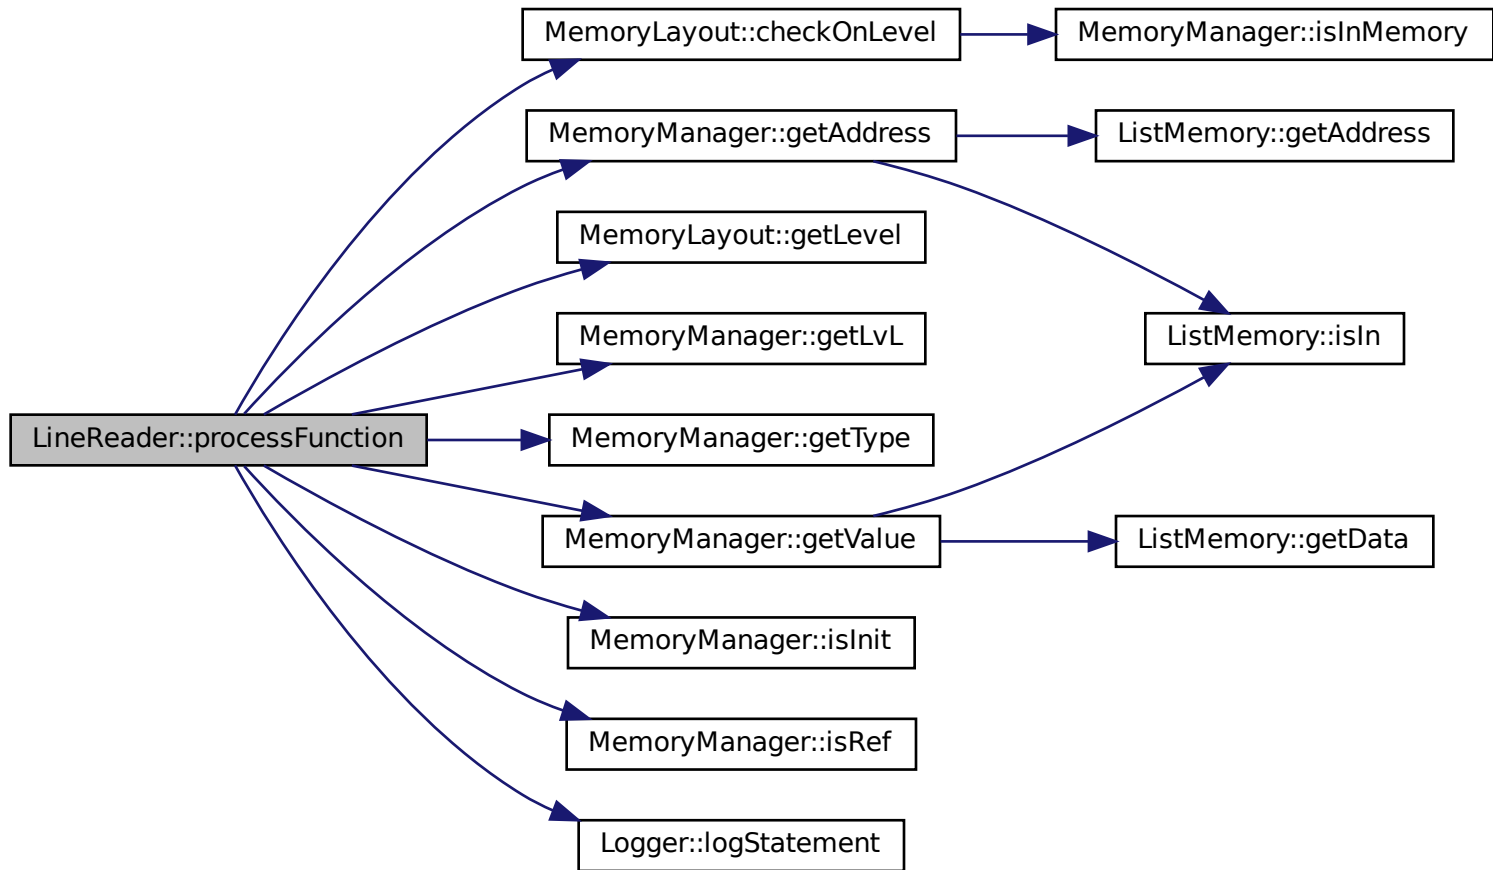 MemoryLayout::checkOnLevel
MemoryManager::isInMemory
MemoryManager::getAddress
ListMemory::getAddress
MemoryLayout::getLevel
MemoryManager::getLvL
ListMemory::isIn
LineReader::processFunction
MemoryManager::getType
MemoryManager::getValue
ListMemory::getData
MemoryManager::isInit
MemoryManager::isRef
Logger::logStatement